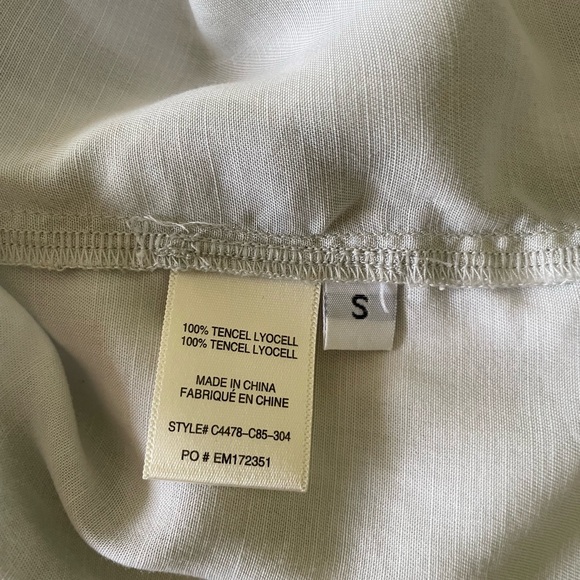 100% TENCEL LYOCELL
100% TENCEL LYOCELL
MADE IN CHINA
FABRIQUÉ EN CHINE
STYLE# C4478-C85-304
PO # EM172351
S